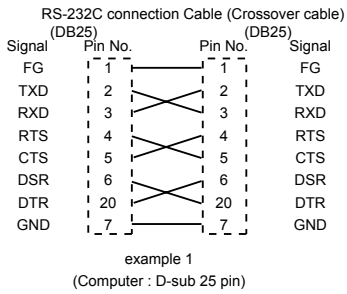 RS-232C connection Cable (Crossover cable)
(DB25) (DB25)
Signal Pin No. Pin No. Signal
FG 1 1 FG
TXD 2 2 TXD
RXD 3 3 RXD
RTS 4 4 RTS
CTS 5 5 CTS
DSR 6 6 DSR
DTR 20 20 DTR
GND 7 7 GND
example 1
(Computer : D-sub 25 pin)